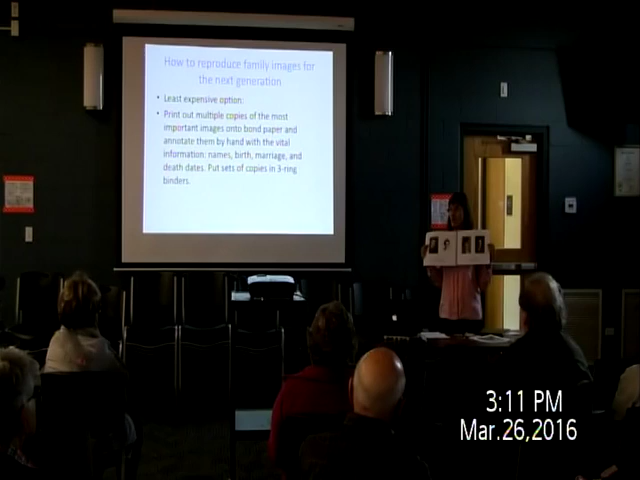 How to reproduce family images for
the next generation
• Least expensive option:
• Print out multiple copies of the most
important images onto bond paper and
annotate them by hand with the vital
information: names, birth, marriage, and
death dates. Put sets of copies in 3-ring
binders.
3:11 PM
Mar.26,2016